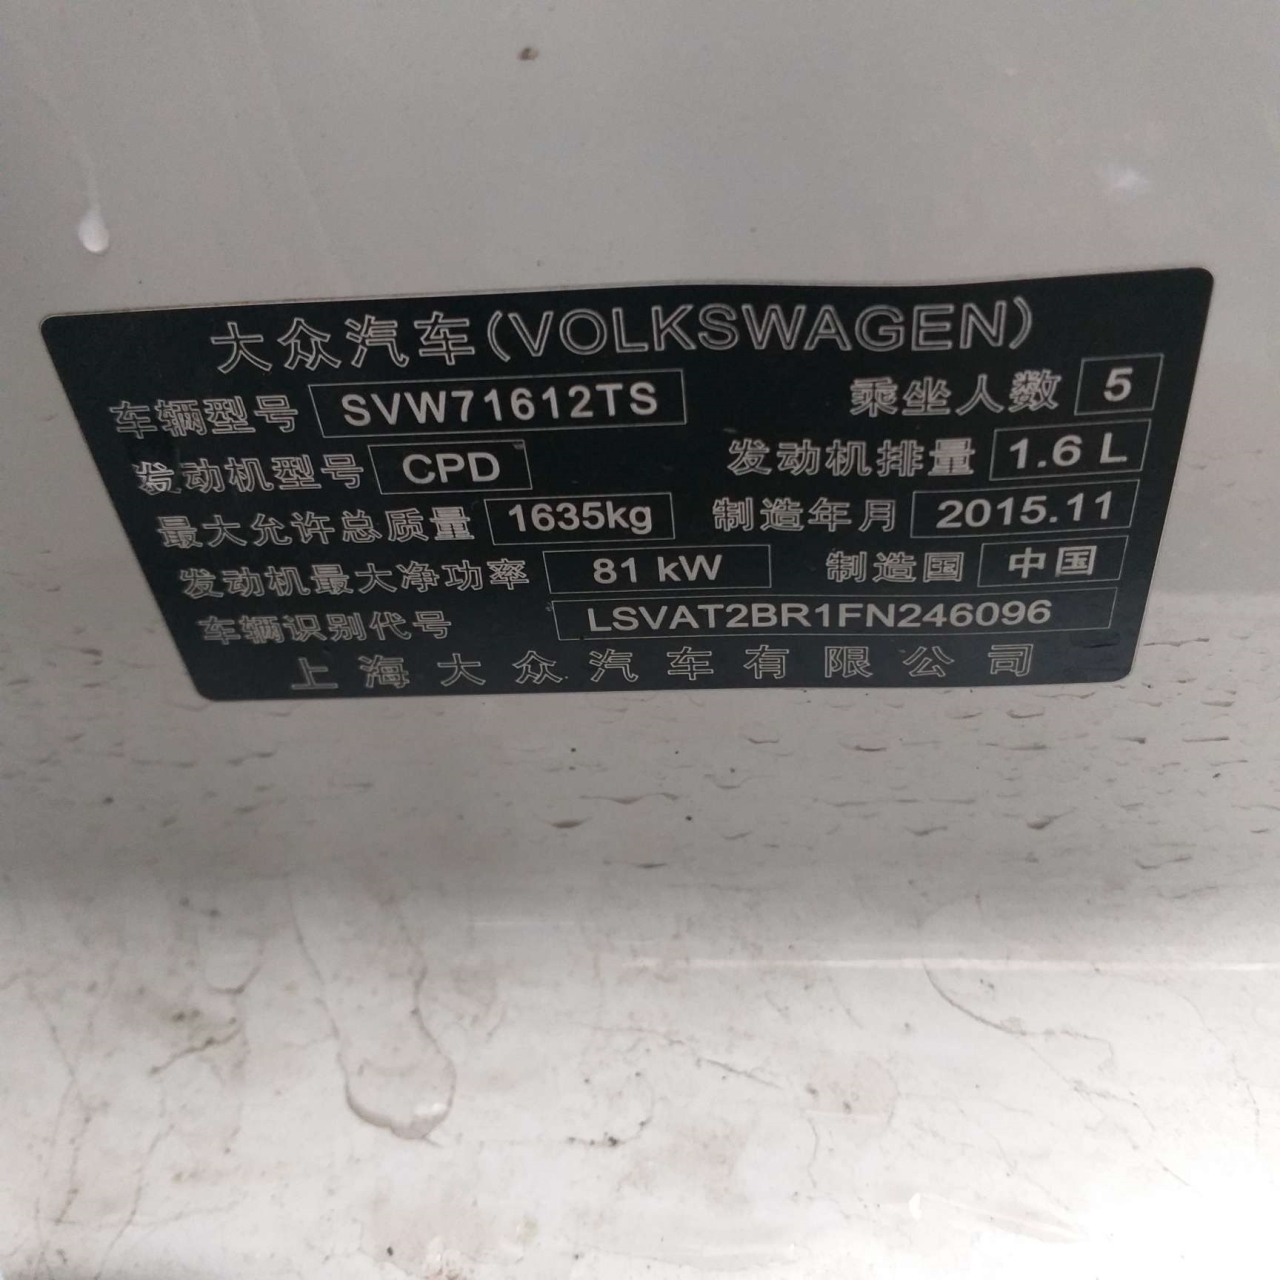 大众汽车(VOLKSWAGEN)
车辆型号 SVW71612TS 乘坐人数 5
发动机型号 CPD 发动机排量 1.6 L
最大允许总质量 1635kg 制造年月 2015.11
发动机最大净功率 81 kW 制造国 中国
车辆识别代号 LSVAT2BR1FN246096
上海大众汽车有限公司